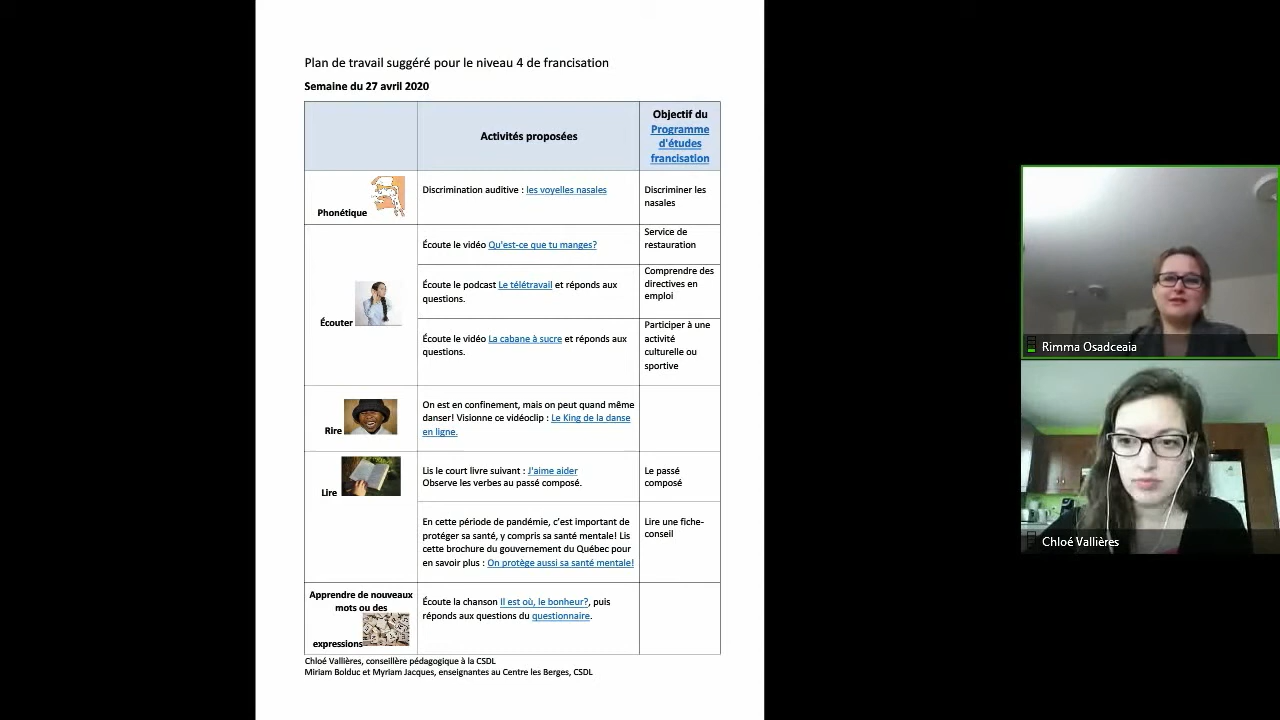 Plan de travail suggéré pour le niveau 4 de francisation
Semaine du 27 avril 2020
Activités proposées
Objectif du
Programme
d'études
francisation
Phonétique
Discrimination auditive : les voyelles nasales
Discriminer les
nasales
Écouter
Écoute le vidéo Qu'est-ce que tu manges?
Service de
restauration
Écoute le podcast Le télétravail et réponds aux
questions.
Comprendre des
directives en
emploi
Écoute le vidéo La cabane à sucre et réponds aux
questions.
Participer à une
activité
culturelle ou
sportive
Rire
On est en confinement, mais on peut quand même
danser! Visionne ce vidéoclip : Le King de la danse
en ligne.
Lire
Lis le court livre suivant : J'aime aider
Observe les verbes au passé composé.
Le passé
composé
En cette période de pandémie, c'est important de
protéger sa santé, y compris sa santé mentale! Lis
cette brochure du gouvernement du Québec pour
en savoir plus : On protège aussi sa santé mentale!
Lire une fiche-
conseil
Apprendre de nouveaux
mots ou des
expressions
Écoute la chanson Il est où, le bonheur?, puis
réponds aux questions du questionnaire.
Chloé Vallières, conseillère pédagogique à la CSDL
Miriam Bolduc et Myriam Jacques, enseignantes au Centre les Berges, CSDL
Rimma Osadceaia
Chloé Vallières